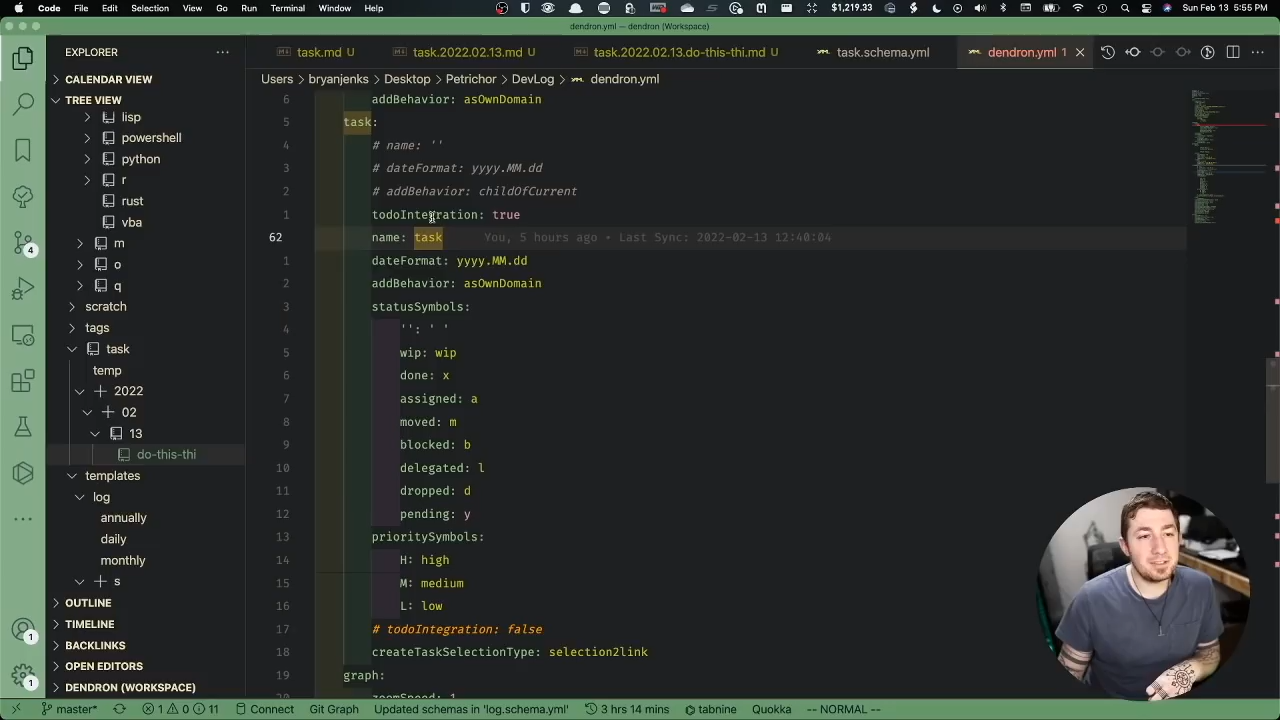 Code File Edit Selection View Go Run Terminal Window Help $1,219.33 Sun Feb 13 5:55 PM
dendron.yml — dendron (Workspace)
EXPLORER
task.md U task.2022.02.13.md U task.2022.02.13.do-this-thi.md U task.schema.yml dendron.yml 1
Users > bryanjenks > Desktop > Petrichor > DevLog > dendron.yml
CALENDAR VIEW
TREE VIEW
lisp
powershell
python
r
rust
vba
m
o
q
scratch
tags
task
temp
2022
02
13
do-this-thi
templates
log
annually
daily
monthly
s
OUTLINE
TIMELINE
BACKLINKS
OPEN EDITORS
DENDRON (WORKSPACE)
4
1
1
6 addBehavior: asOwnDomain
5 task:
4 # name: ''
3 # dateFormat: yyyy.MM.dd
2 # addBehavior: childOfCurrent
1 todoIntegration: true
62 name: task You, 5 hours ago • Last Sync: 2022-02-13 12:40:04
1 dateFormat: yyyy.MM.dd
2 addBehavior: asOwnDomain
3 statusSymbols:
4 '': ' '
5 wip: wip
6 done: x
7 assigned: a
8 moved: m
9 blocked: b
10 delegated: l
11 dropped: d
12 pending: y
13 prioritySymbols:
14 H: high
15 M: medium
16 L: low
17 # todoIntegration: false
18 createTaskSelectionType: selection2link
19 graph:
20 zoomSpeed: 1
master* 1 0 11 Connect Git Graph Updated schemas in 'log.schema.yml' 3 hrs 14 mins tabnine Quokka -- NORMAL --